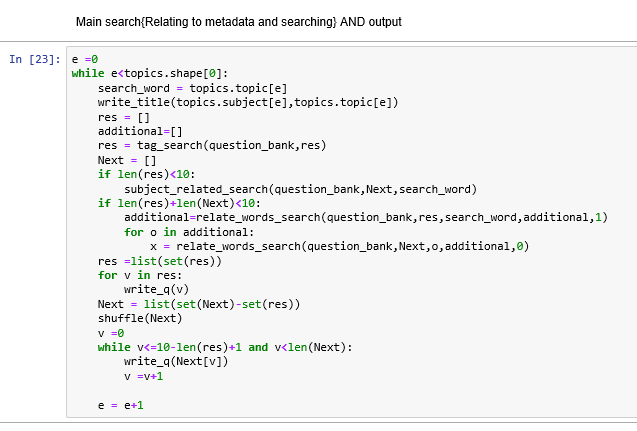 Main search{Relating to metadata and searching} AND output
In [23]: e =0
while e<topics.shape[0]:
    search_word = topics.topic[e]
    write_title(topics.subject[e],topics.topic[e])
    res = []
    additional=[]
    res = tag_search(question_bank,res)
    Next = []
    if len(res)<10:
        subject_related_search(question_bank,Next,search_word)
    if len(res)+len(Next)<10:
        additional=relate_words_search(question_bank,res,search_word,additional,1)
        for o in additional:
            x = relate_words_search(question_bank,Next,o,additional,0)
    res =list(set(res))
    for v in res:
        write_q(v)
    Next = list(set(Next)-set(res))
    shuffle(Next)
    v =0
    while v<=10-len(res)+1 and v<len(Next):
        write_q(Next[v])
        v =v+1
    e = e+1